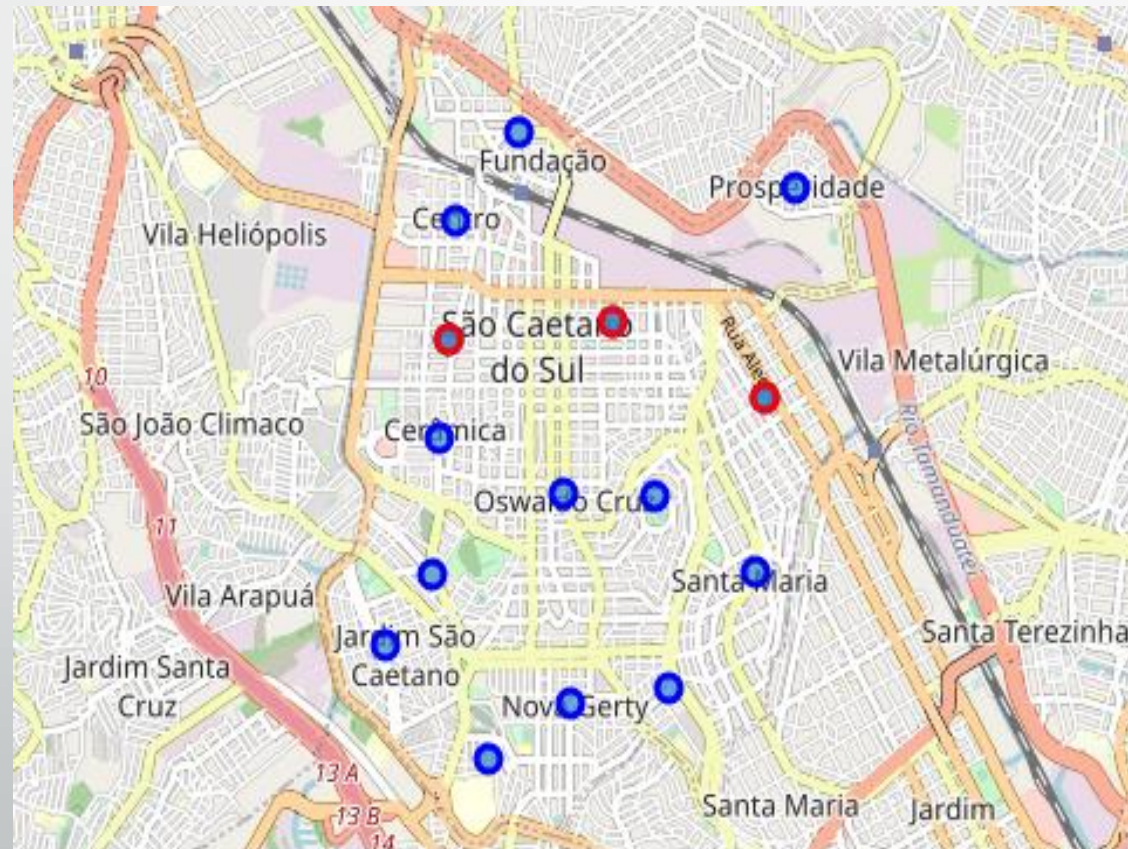 Fundação
Prosperidade
Centro
Vila Heliópolis
São Caetano
do Sul
Rua Ale
Vila Metalúrgica
10
São João Climaco
Cerâmica
Rio Tamanduateí
Oswaldo Cruz
11
Santa Maria
Vila Arapuá
Jardim São
Caetano
Santa Terezinha
Jardim Santa
Cruz
Nova Gerty
13 A
13 B
14
Santa Maria
Jardim